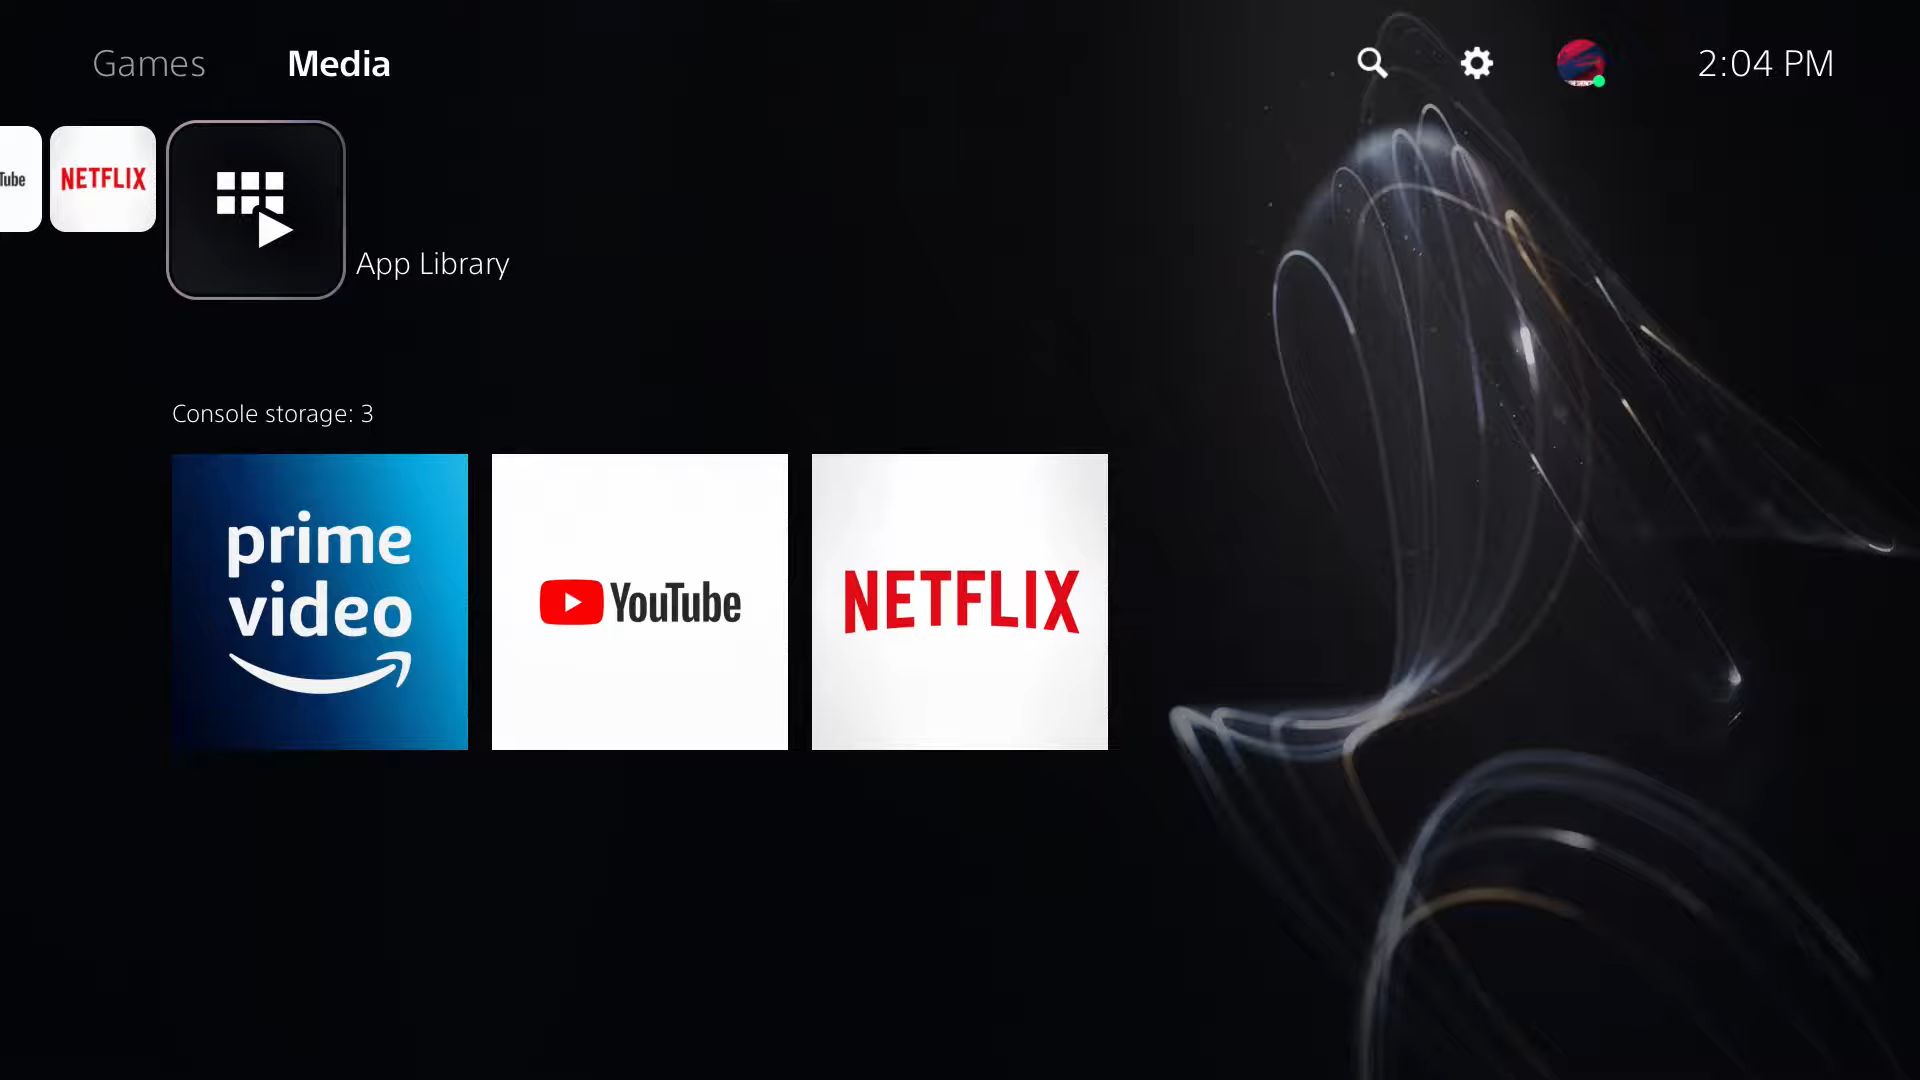 Games
Media
2:04 PM
Tube
NETFLIX
App Library
Console storage: 3
prime
video
YouTube
NETFLIX